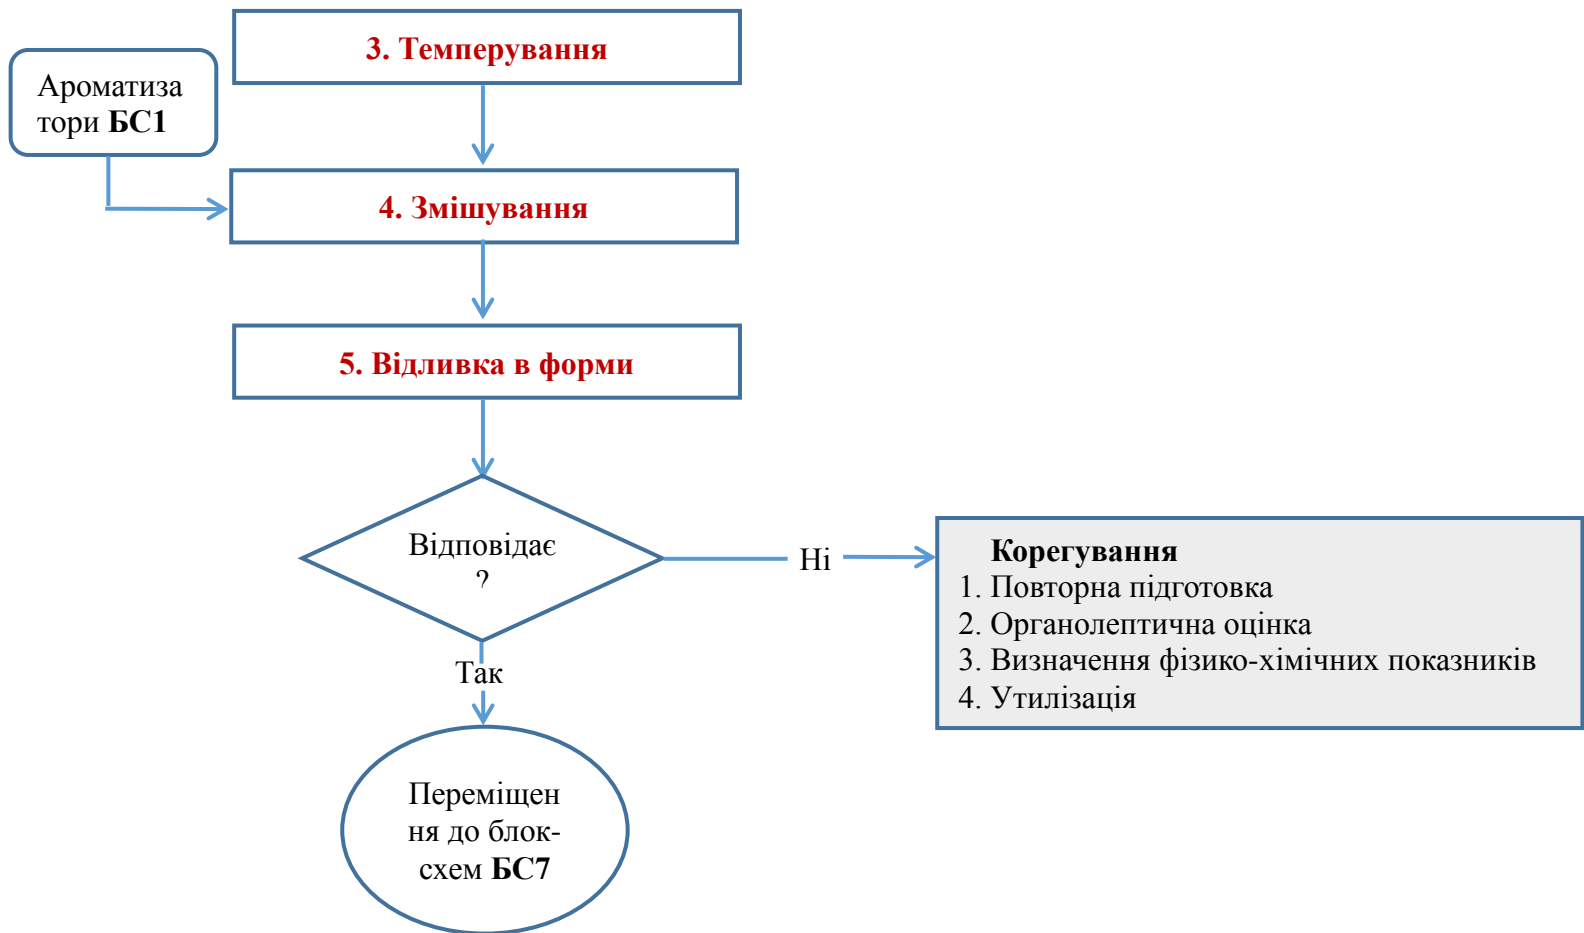 3. Темперування
Ароматиза
тори БС1
4. Змішування
5. Відливка в форми
Відповідає
?
Ні
Корегування
1. Повторна підготовка
2. Органолептична оцінка
3. Визначення фізико-хімічних показників
4. Утилізація
Так
Переміщен
ня до блок-
схем БС7